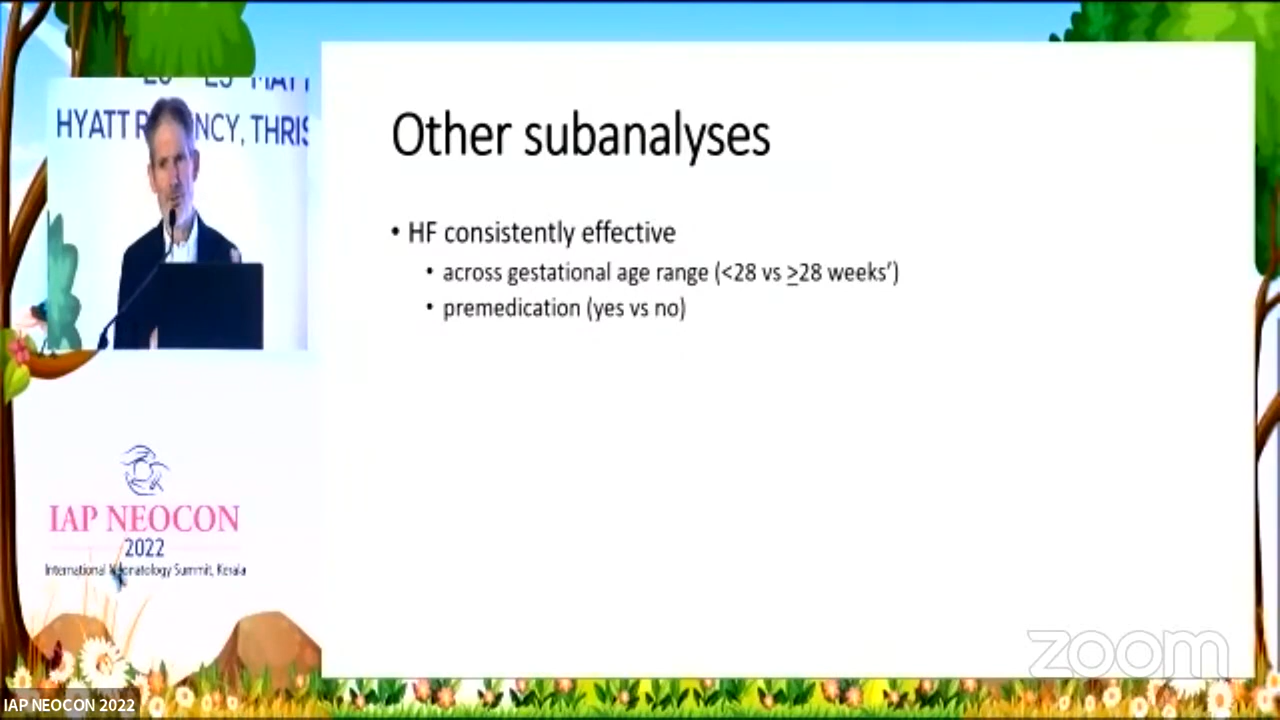 HYATT R NCY, THRIS
Other subanalyses
• HF consistently effective
• across gestational age range (<28 vs ≥28 weeks’)
• premedication (yes vs no)
IAP NEOCON
2022
International Neonatology Summit, Kerala
zoom
IAP NEOCON 2022